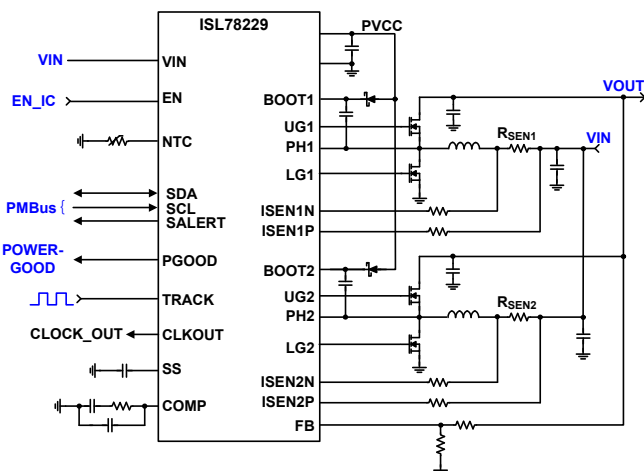 ISL78229
PVCC
VIN
VIN
EN_IC
EN
NTC
PMBus {
SDA
SCL
SALERT
POWER-
GOOD
PGOOD
TRACK
CLOCK_OUT
CLKOUT
SS
COMP
BOOT1
UG1
PH1
LG1
ISEN1N
ISEN1P
BOOT2
UG2
PH2
LG2
ISEN2N
ISEN2P
FB
VOUT
RSEN1
VIN
RSEN2